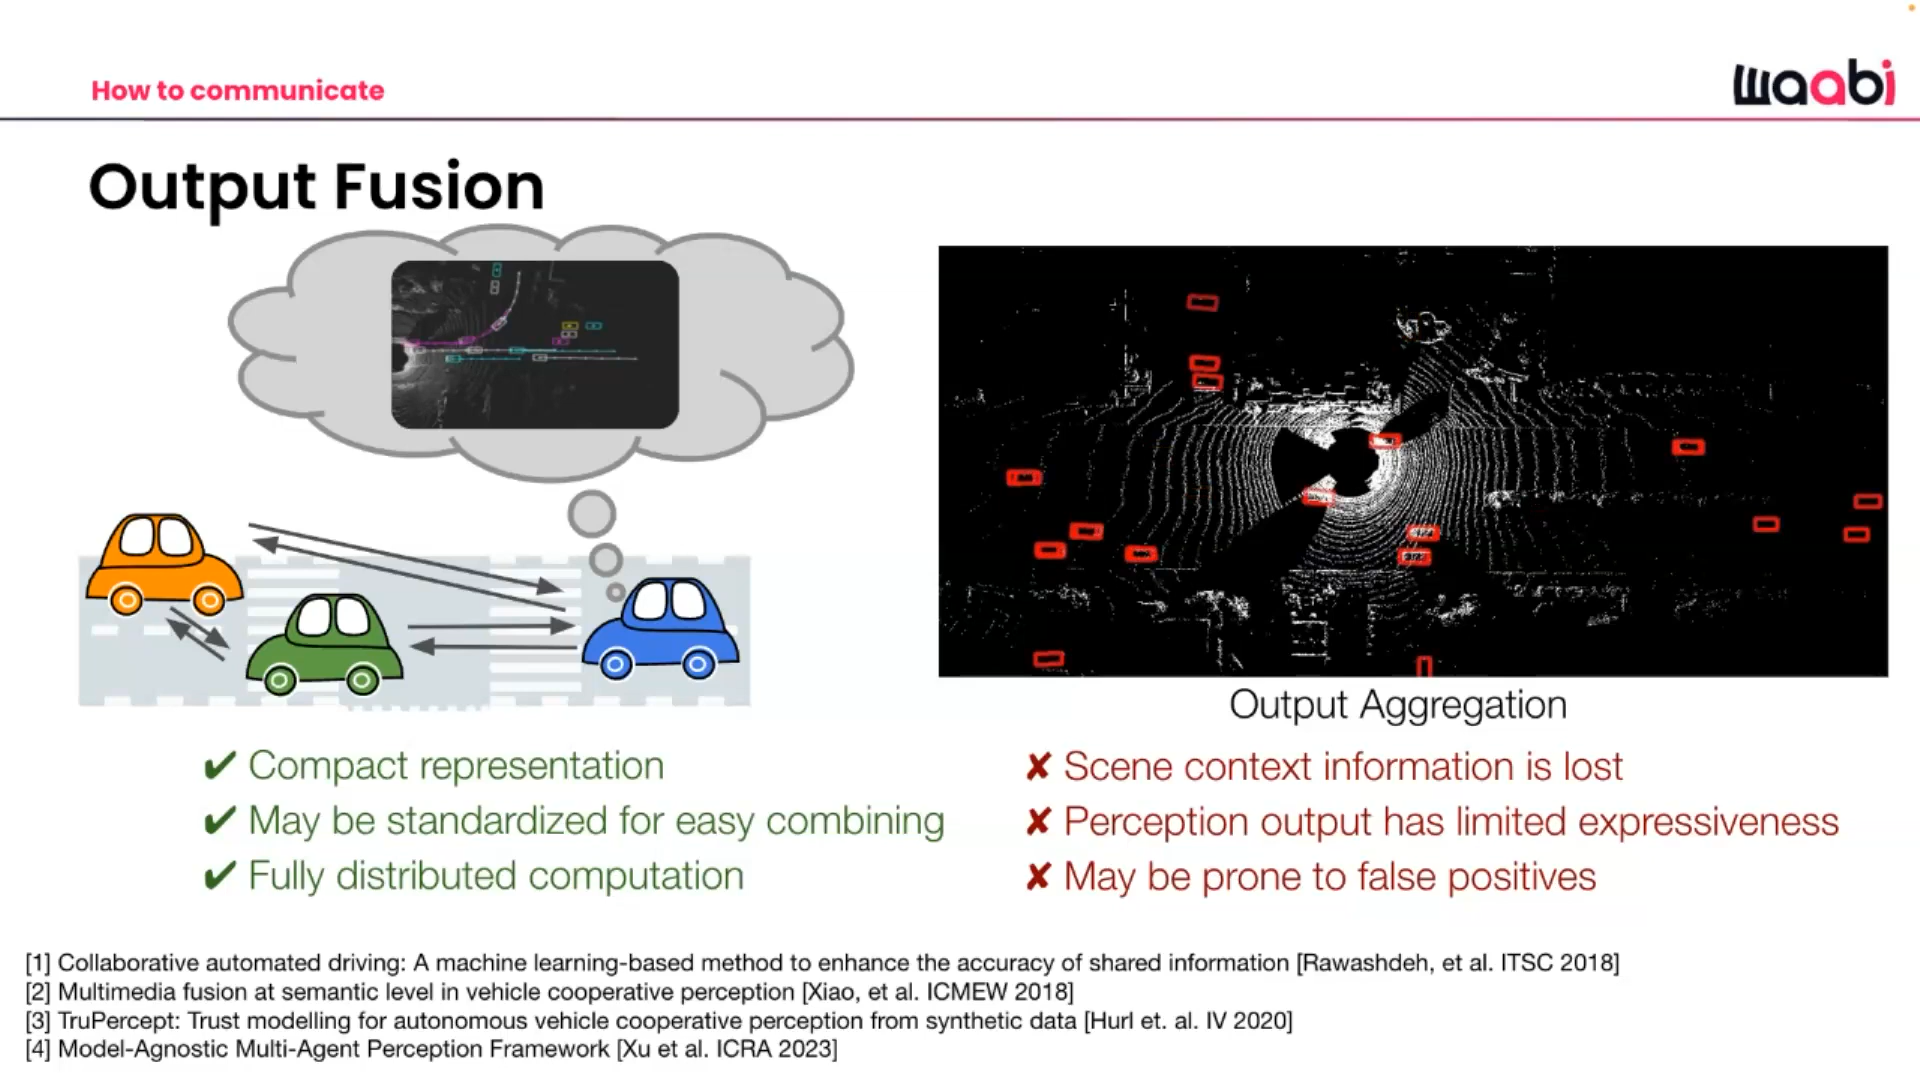 How to communicate
waabi
Output Fusion
Output Aggregation
✔ Compact representation
✔ May be standardized for easy combining
✔ Fully distributed computation
✘ Scene context information is lost
✘ Perception output has limited expressiveness
✘ May be prone to false positives
[1] Collaborative automated driving: A machine learning-based method to enhance the accuracy of shared information [Rawashdeh, et al. ITSC 2018]
[2] Multimedia fusion at semantic level in vehicle cooperative perception [Xiao, et al. ICMEW 2018]
[3] TruPercept: Trust modelling for autonomous vehicle cooperative perception from synthetic data [Hurl et. al. IV 2020]
[4] Model-Agnostic Multi-Agent Perception Framework [Xu et al. ICRA 2023]